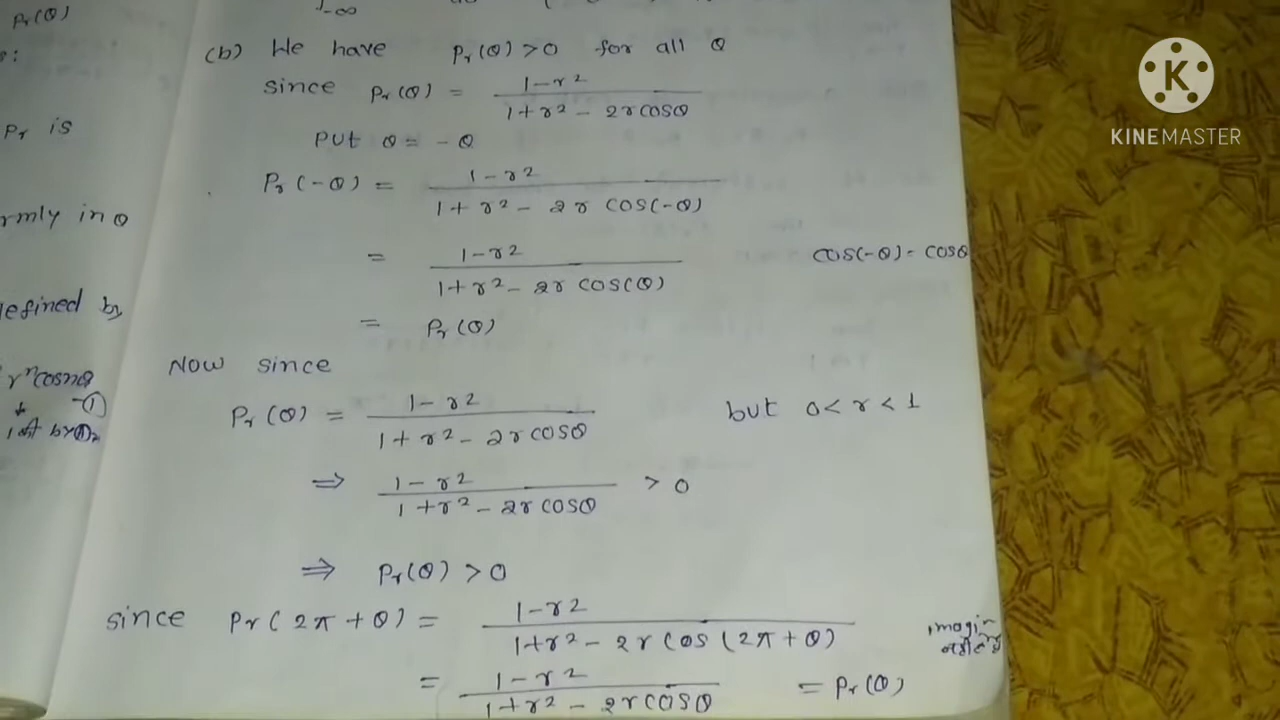 Pr(θ)
(b) We have Pr(θ) > 0 for all θ
since Pr(θ) = 1-r² / 1+r² - 2r cosθ
Put θ = -θ
Pr is
Pr(-θ) = 1-r² / 1+r² - 2r cos(-θ)
rmly in θ
= 1-r² / 1+r² - 2r cos(θ) cos(-θ) = cosθ
efined by
= Pr(θ)
Now since
rⁿcosnθ
Pr(θ) = 1-r² / 1+r² - 2r cosθ but 0 < r < 1
⇒ 1-r² / 1+r² - 2r cosθ > 0
⇒ Pr(θ) > 0
since Pr(2π+θ) = 1-r² / 1+r² - 2r cos(2π+θ)
= 1-r² / 1+r² - 2r cosθ = Pr(θ)
KINEMASTER